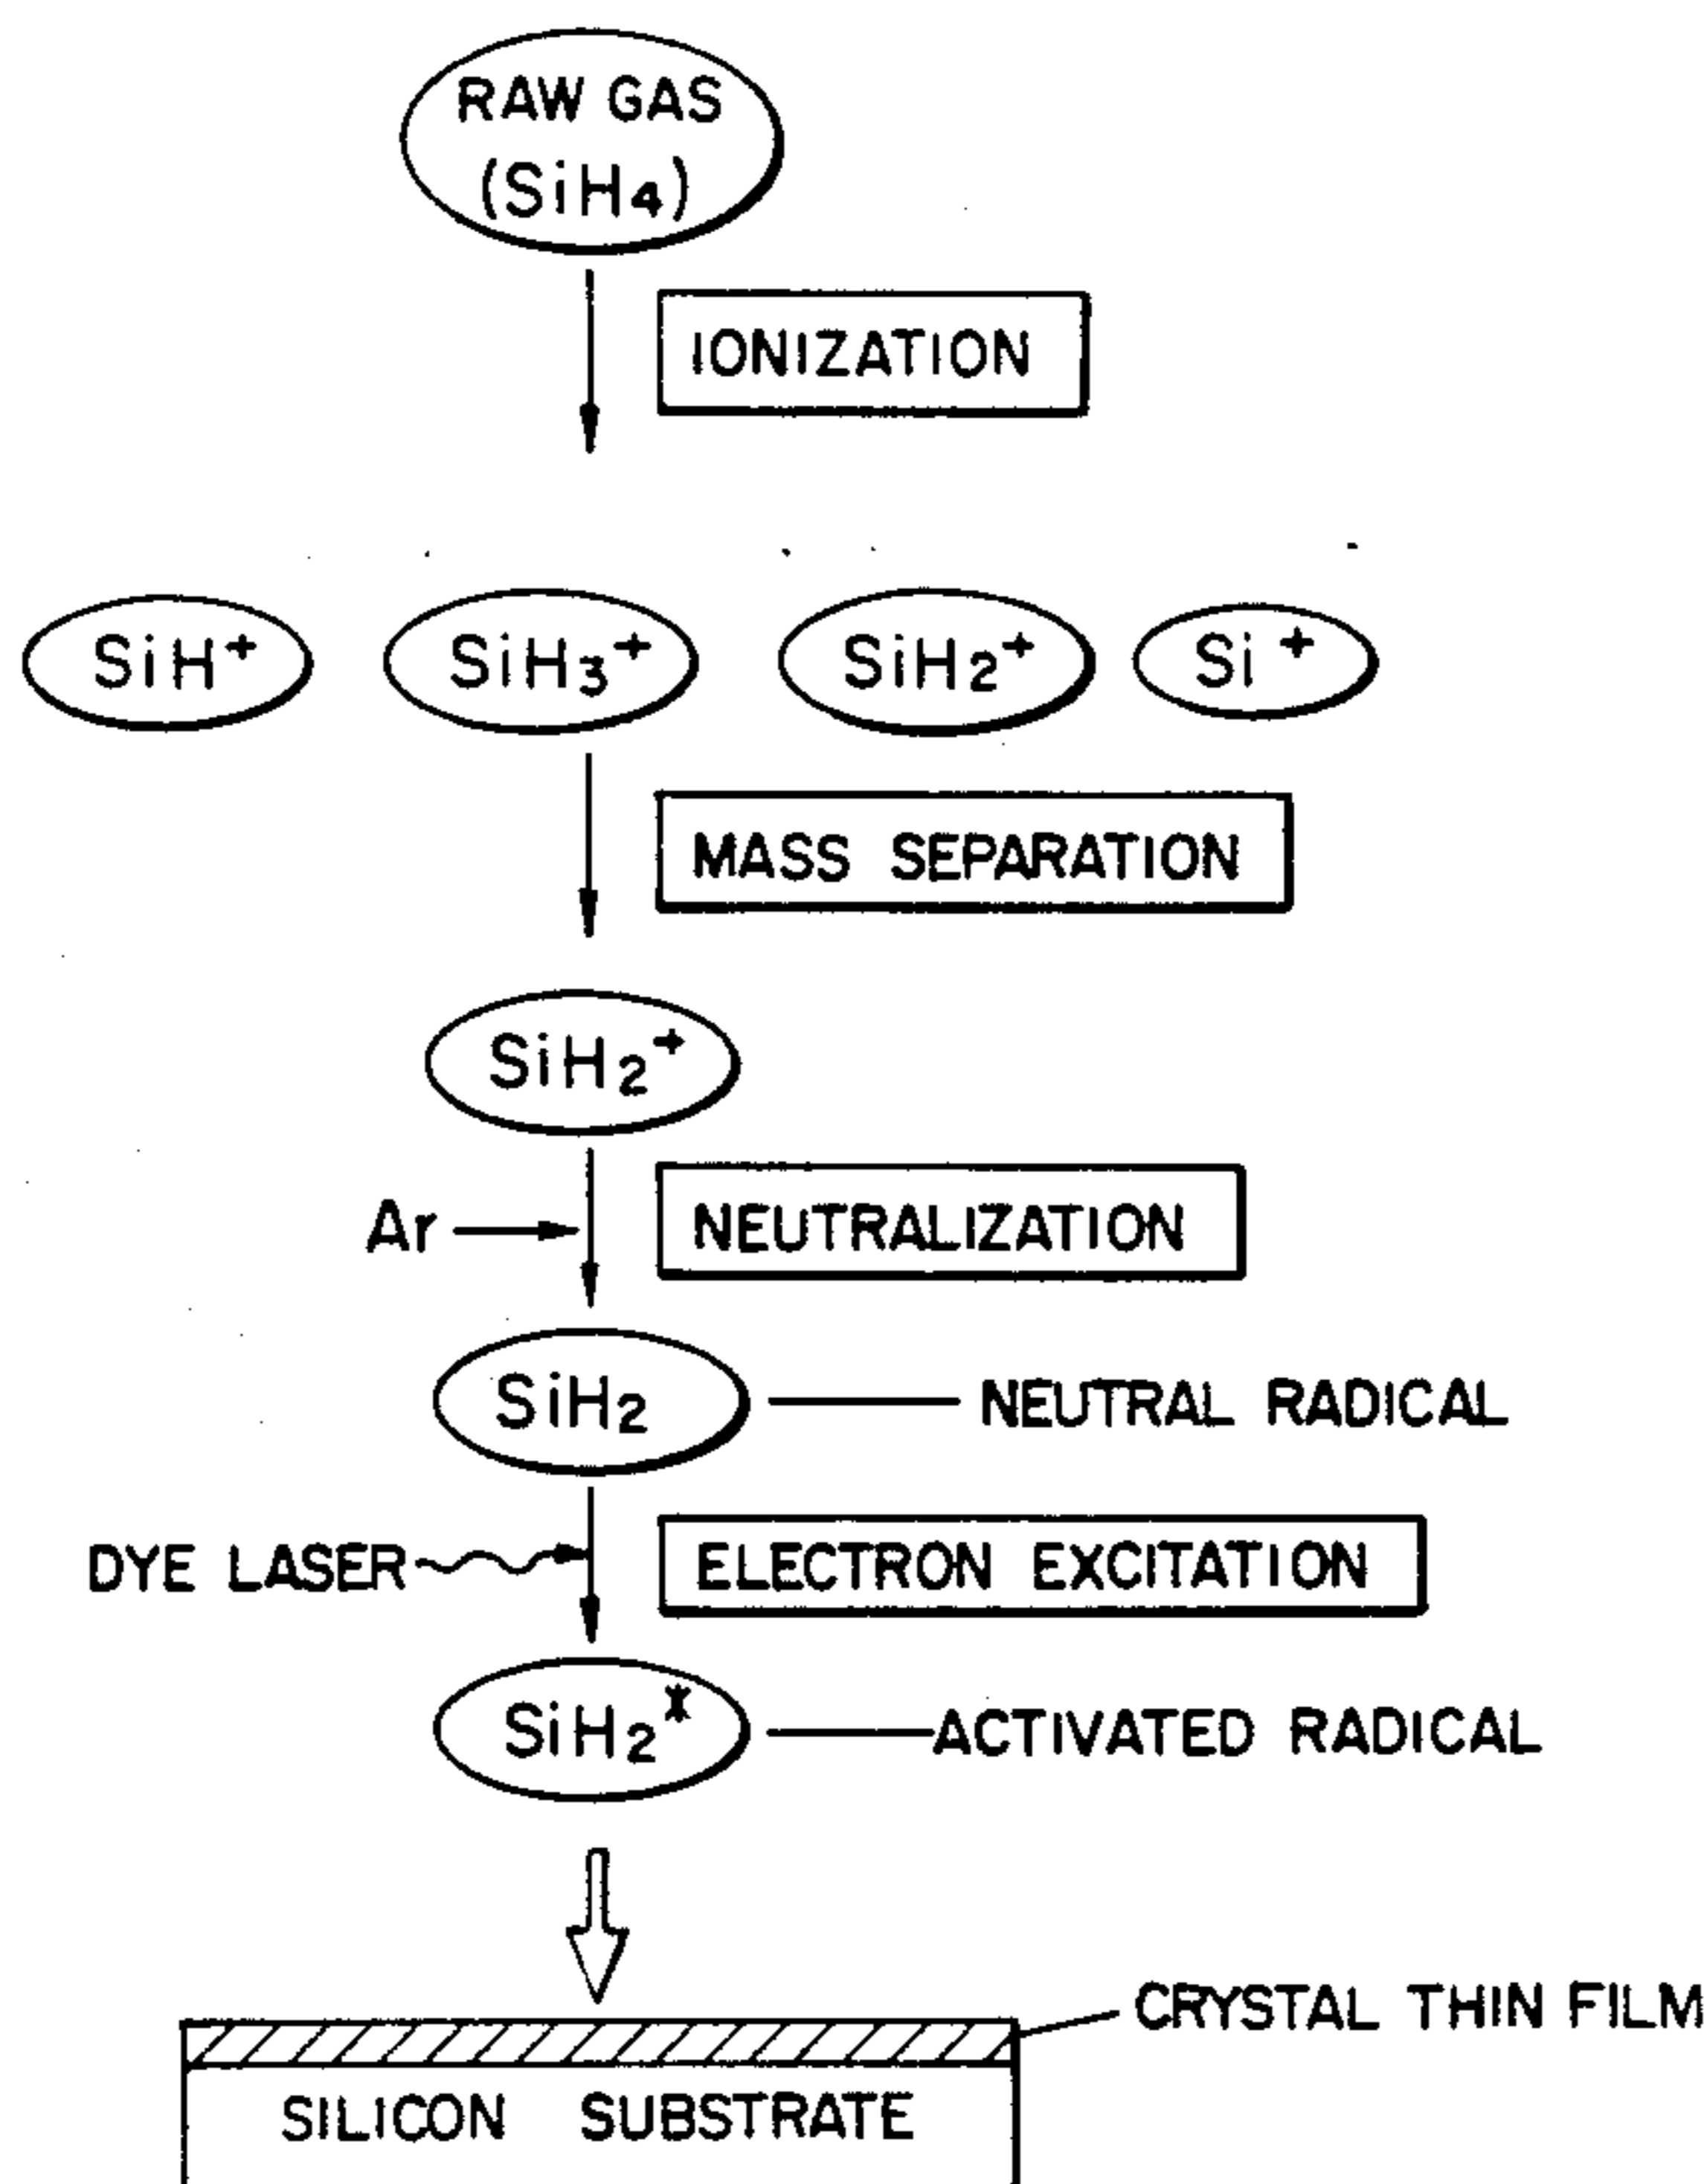 RAW GAS
(SiH4)
IONIZATION
SiH+ SiH3+ SiH2+ Si+
MASS SEPARATION
SiH2+
Ar
NEUTRALIZATION
SiH2
NEUTRAL RADICAL
DYE LASER
ELECTRON EXCITATION
SiH2*
ACTIVATED RADICAL
CRYSTAL THIN FILM
SILICON SUBSTRATE